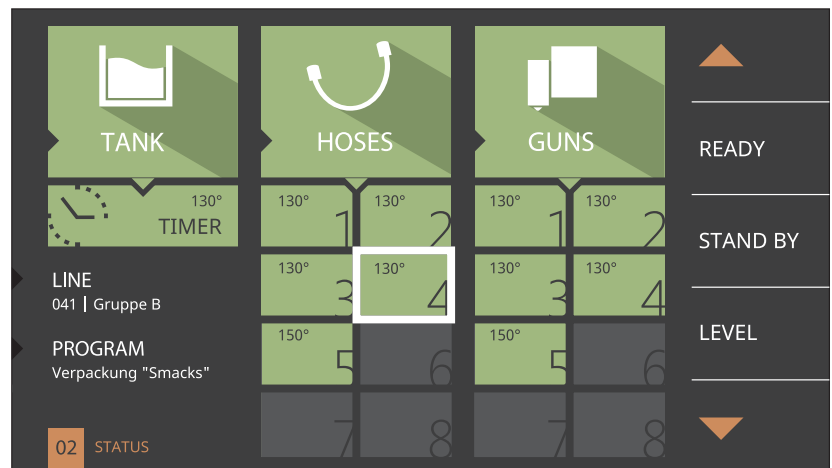 TANK
HOSES
GUNS
READY
STAND BY
LEVEL
130°
TIMER
130° 1
130° 2
130° 3
130° 4
150° 5
6
7
8
130° 1
130° 2
130° 3
130° 4
150° 5
6
7
8
LINE
041 | Gruppe B
PROGRAM
Verpackung "Smacks"
02 STATUS